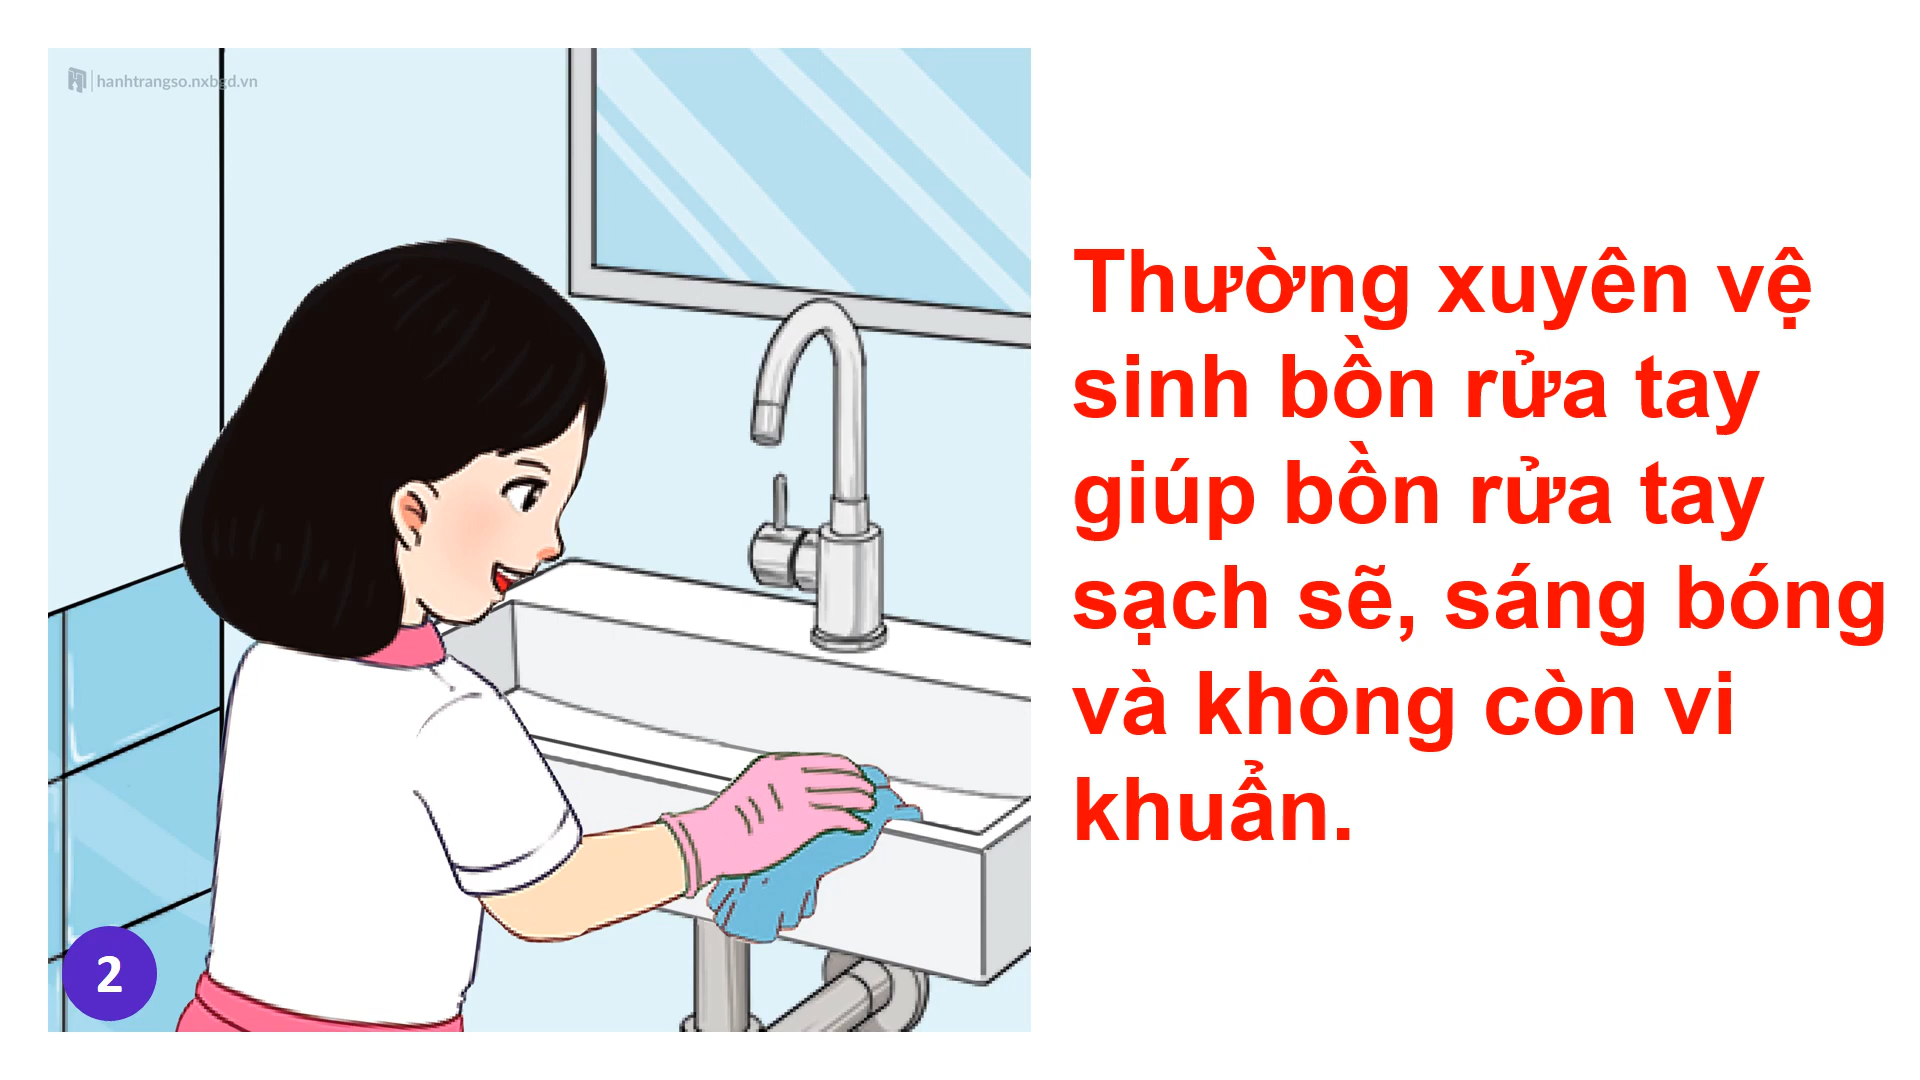 hanhtrangso.nxbgd.vn
Thường xuyên vệ
sinh bồn rửa tay
giúp bồn rửa tay
sạch sẽ, sáng bóng
và không còn vi
khuẩn.
2